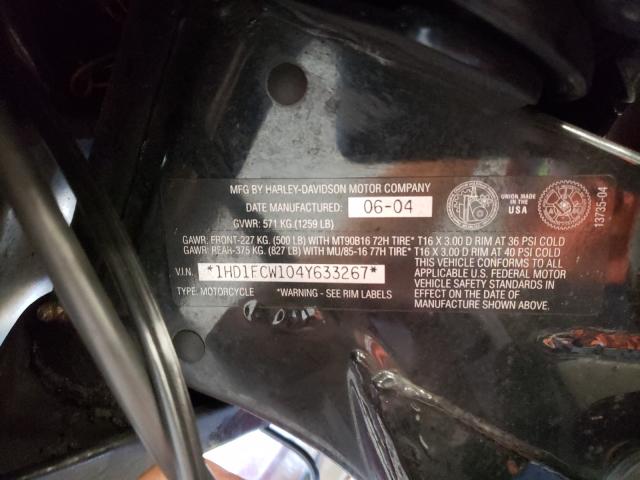 MFG BY HARLEY-DAVIDSON MOTOR COMPANY
DATE MANUFACTURED: 06-04
GVWR: 571 KG.(1259 LB)
GAWR: FRONT-227 KG. (500 LB) WITH MT90B16 72H TIRE* T16 X 3.00 D RIM AT 36 PSI COLD
GAWR: REAR-375 KG. (827 LB) WITH MU/85-16 77H TIRE* T16 X 3.00 D RIM AT 40 PSI COLD
V.I.N. *1HD1FCW104Y633267*
TYPE: MOTORCYCLE *WARNING - SEE RIM LABELS
THIS VEHICLE CONFORMS TO ALL
APPLICABLE U.S. FEDERAL MOTOR
VEHICLE SAFETY STANDARDS IN
EFFECT ON THE DATE OF
MANUFACTURE SHOWN ABOVE.
UNION MADE
IN THE
USA
13735-04